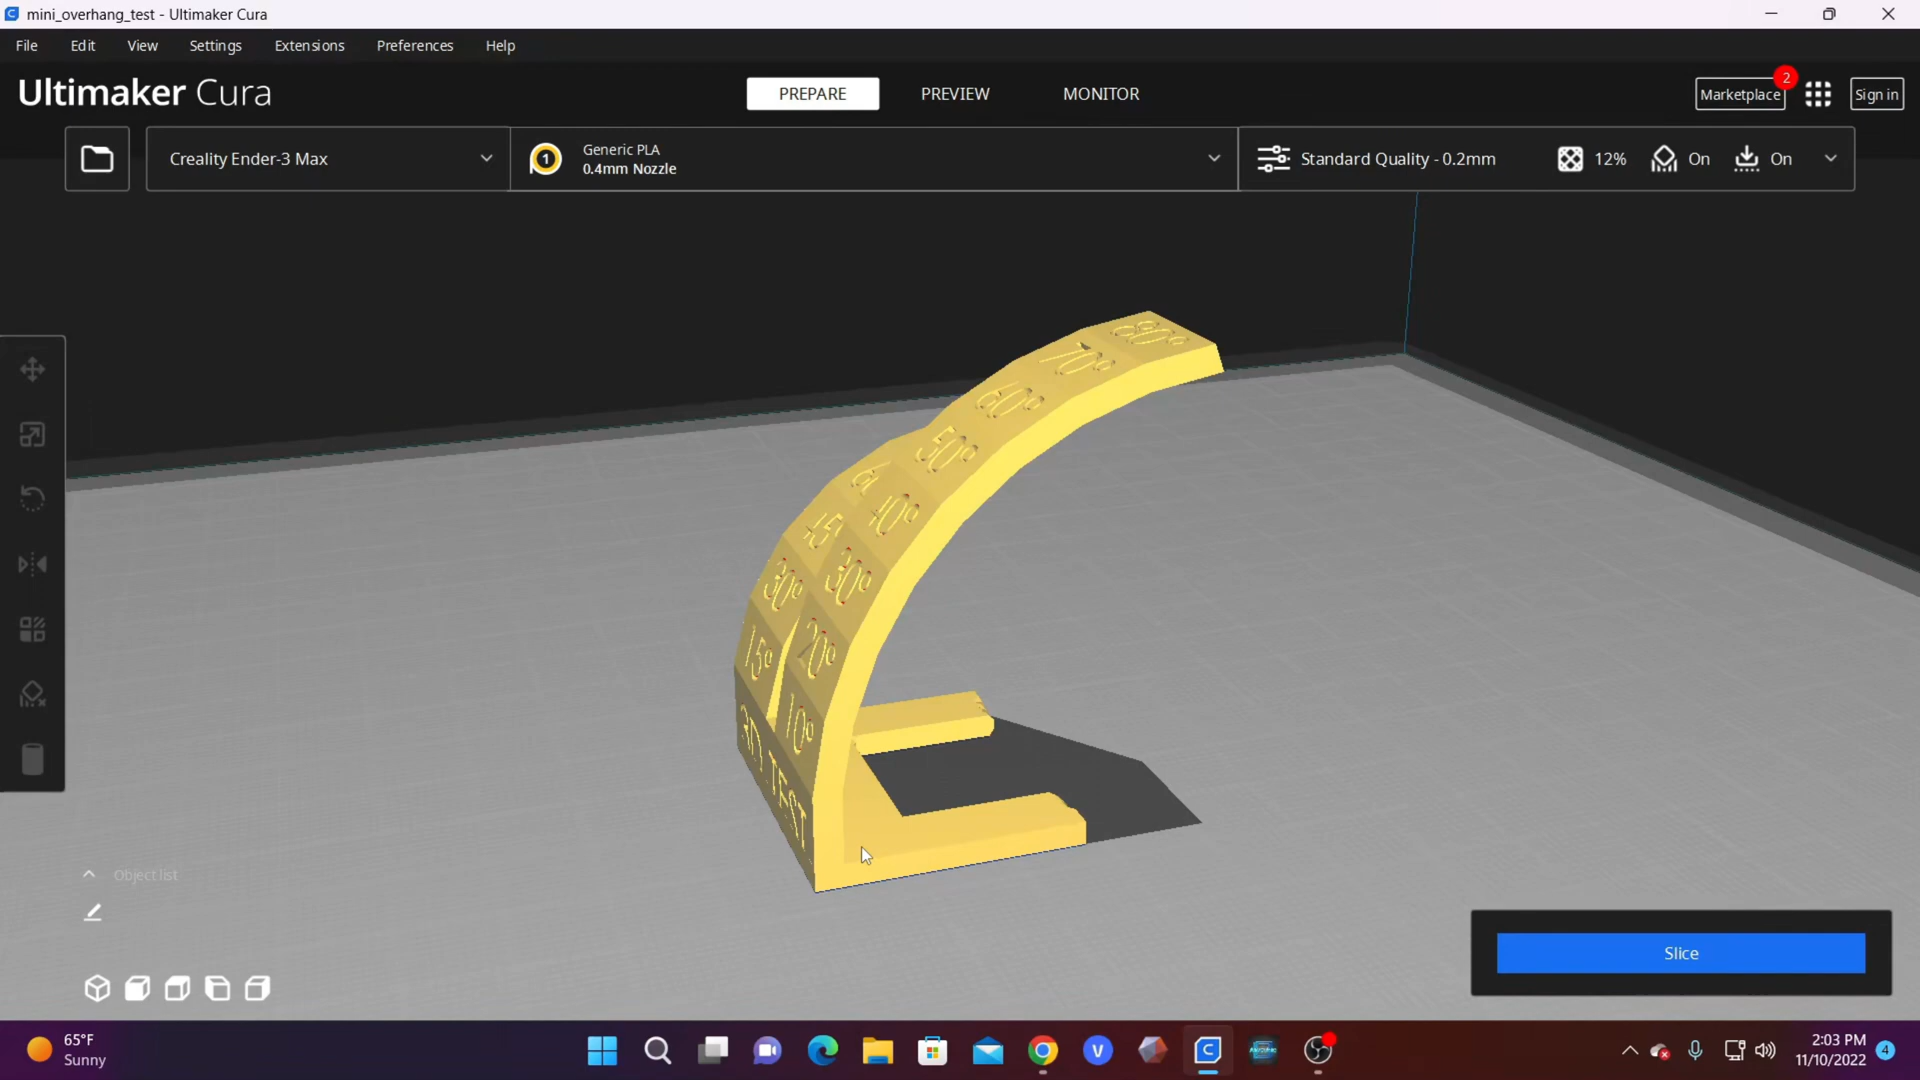 mini_overhang_test - Ultimaker Cura
File Edit View Settings Extensions Preferences Help
Ultimaker Cura
PREPARE PREVIEW MONITOR
Marketplace 2
Sign in
Creality Ender-3 Max
1
Generic PLA
0.4mm Nozzle
Standard Quality - 0.2mm
12% On On
80°
70°
60°
50°
40°
45
30° 30°
15° 20°
10°
3D TEST
Object list
Slice
65°F
Sunny
2:03 PM
11/10/2022
4